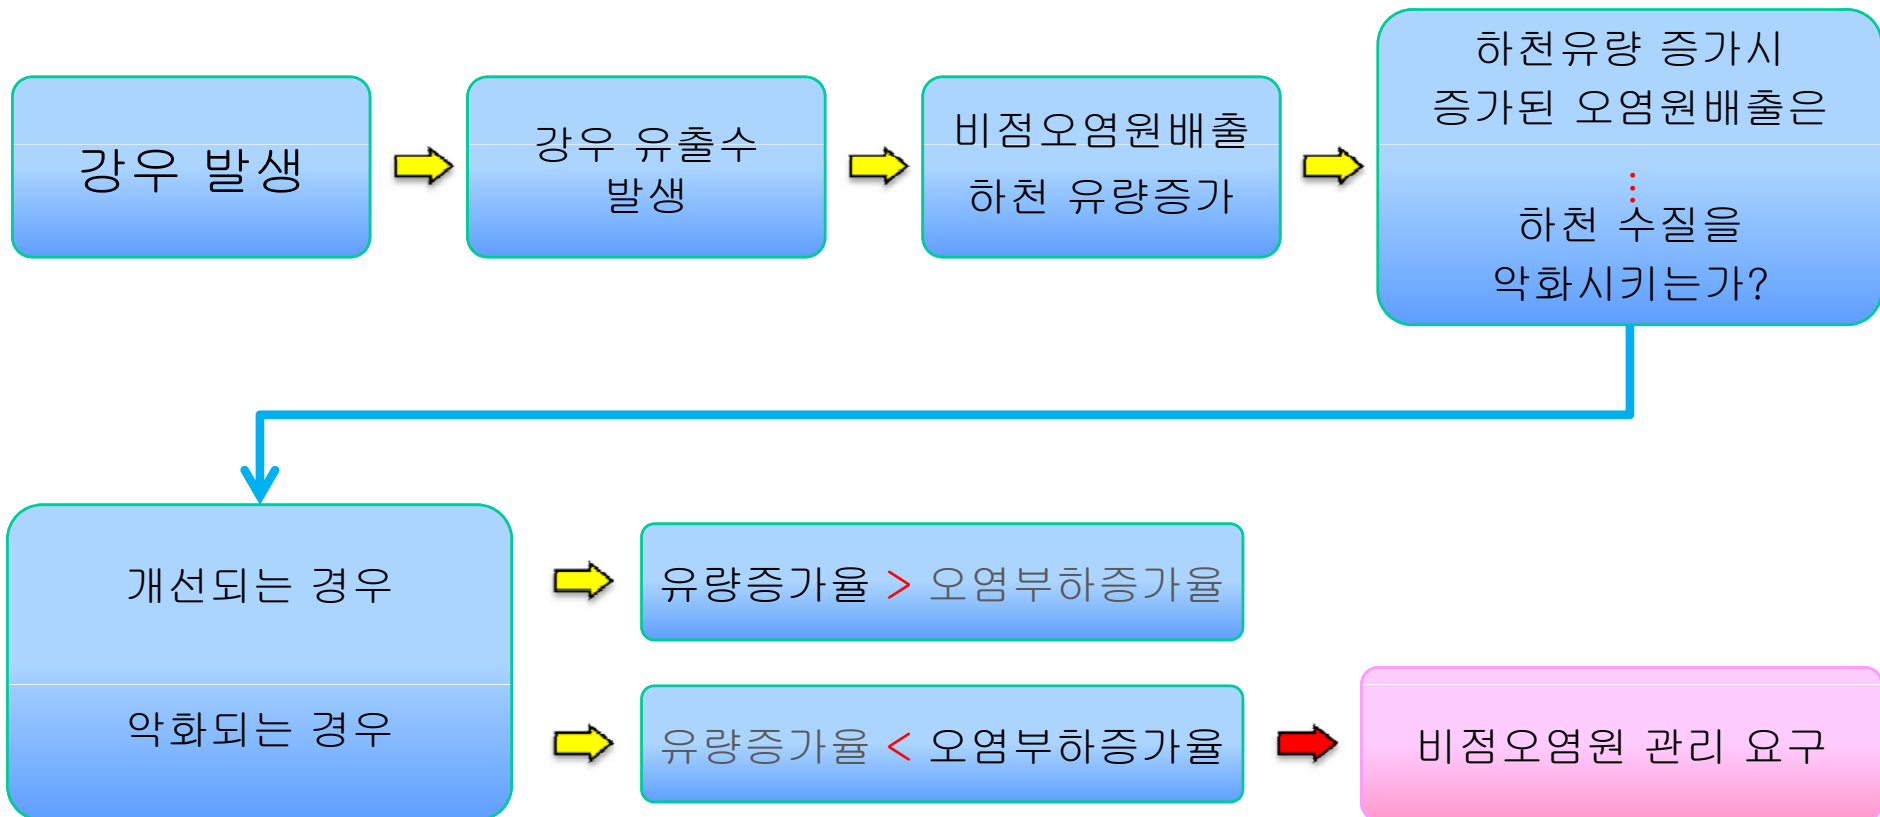 강우 발생
강우 유출수
발생
비점오염원배출
하천 유량증가
하천유량 증가시
증가된 오염원배출은
⋮
하천 수질을
악화시키는가?
개선되는 경우
악화되는 경우
유량증가율 > 오염부하증가율
유량증가율 < 오염부하증가율
비점오염원 관리 요구